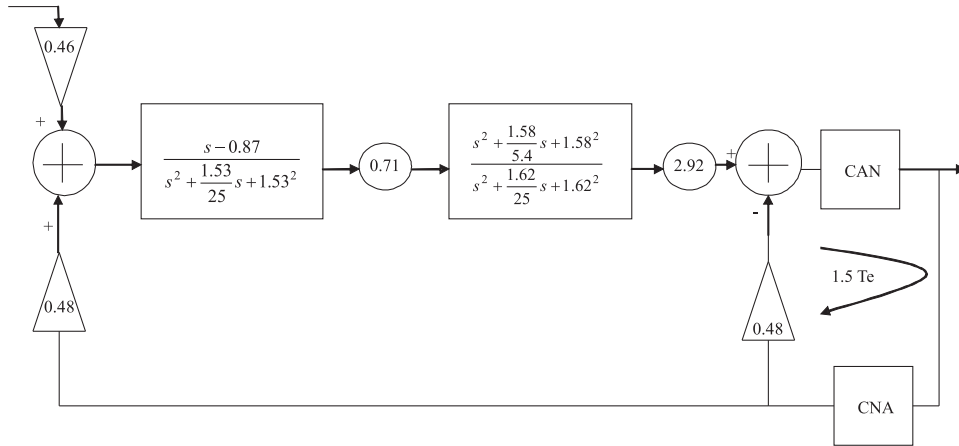 0.46
+
s − 0.87
s² + 1.53/25 s + 1.53²
0.71
s² + 1.58/5.4 s + 1.58²
s² + 1.62/25 s + 1.62²
2.92
+
CAN
+
-
0.48
0.48
1.5 Te
CNA